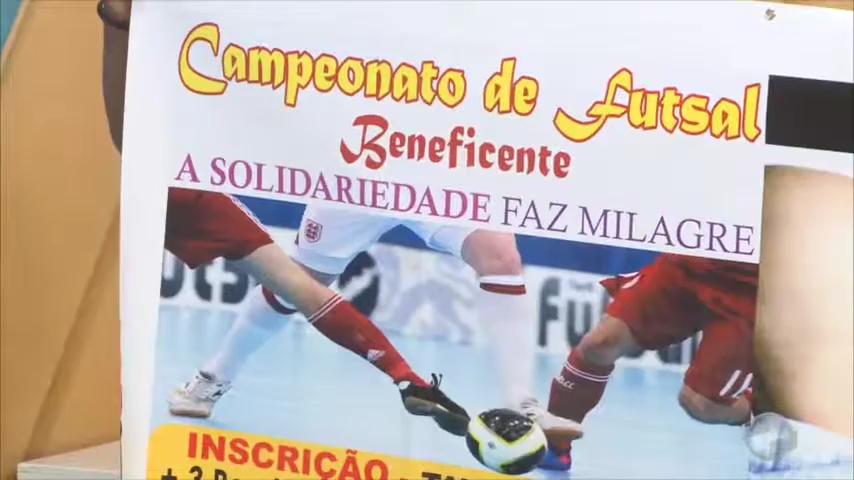 Campeonato de Futsal
Beneficente
A SOLIDARIEDADE FAZ MILAGRE
INSCRIÇÃO